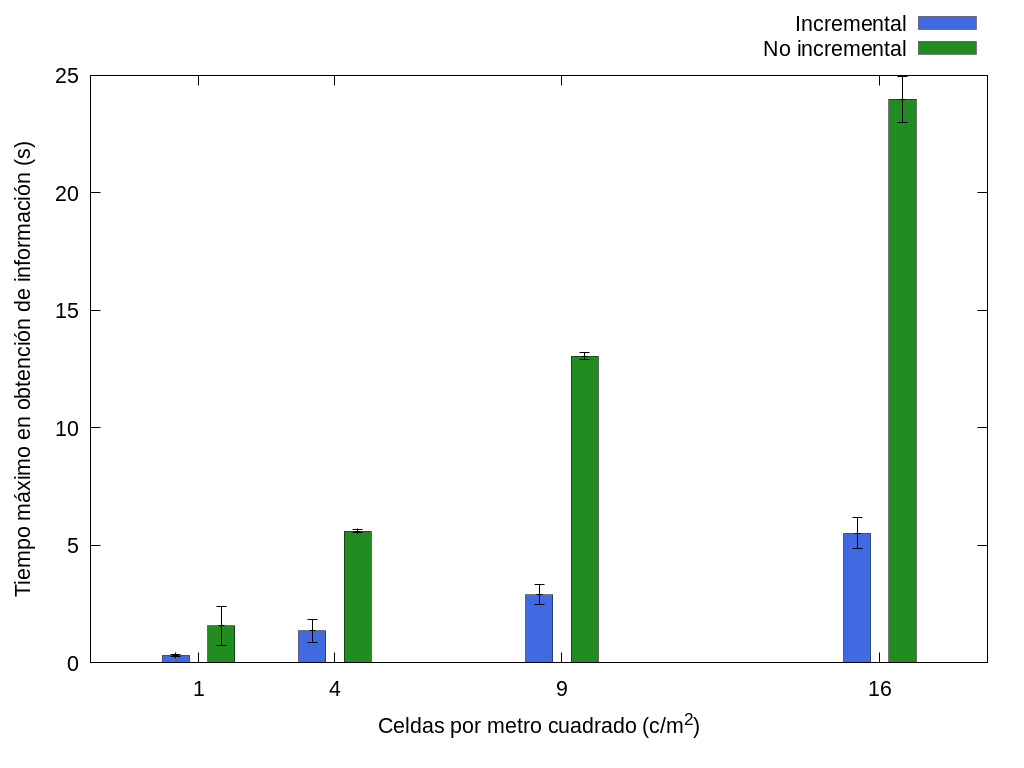 Incremental
No incremental
25
20
15
10
5
0
Tiempo máximo en obtención de información (s)
1 4 9 16
Celdas por metro cuadrado (c/m²)